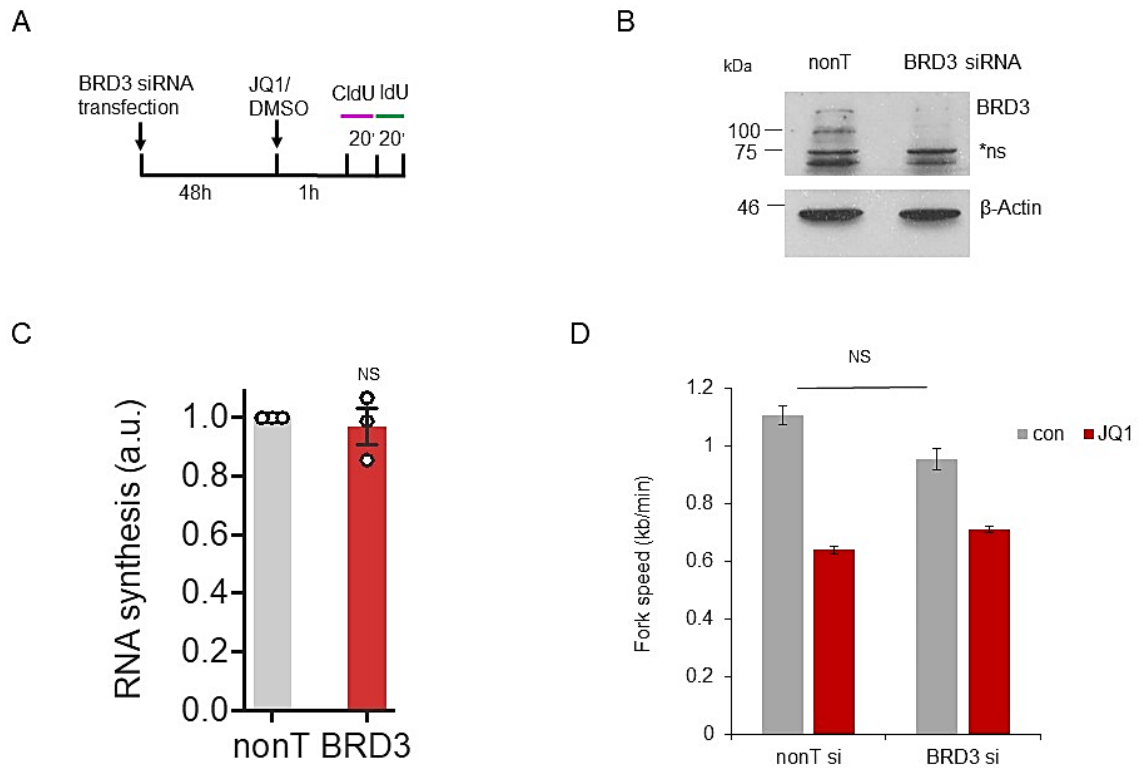 A
BRD3 siRNA
transfection
JQ1/
DMSO
CldU IdU
20' 20'
48h
1h
B
kDa
nonT
BRD3 siRNA
BRD3
100
75
*ns
46
β-Actin
C
NS
RNA synthesis (a.u.)
1.0
0.8
0.6
0.4
0.2
0.0
nonT BRD3
D
NS
Fork speed (kb/min)
1.2
1
0.8
0.6
0.4
0.2
0
con JQ1
nonT si
BRD3 si